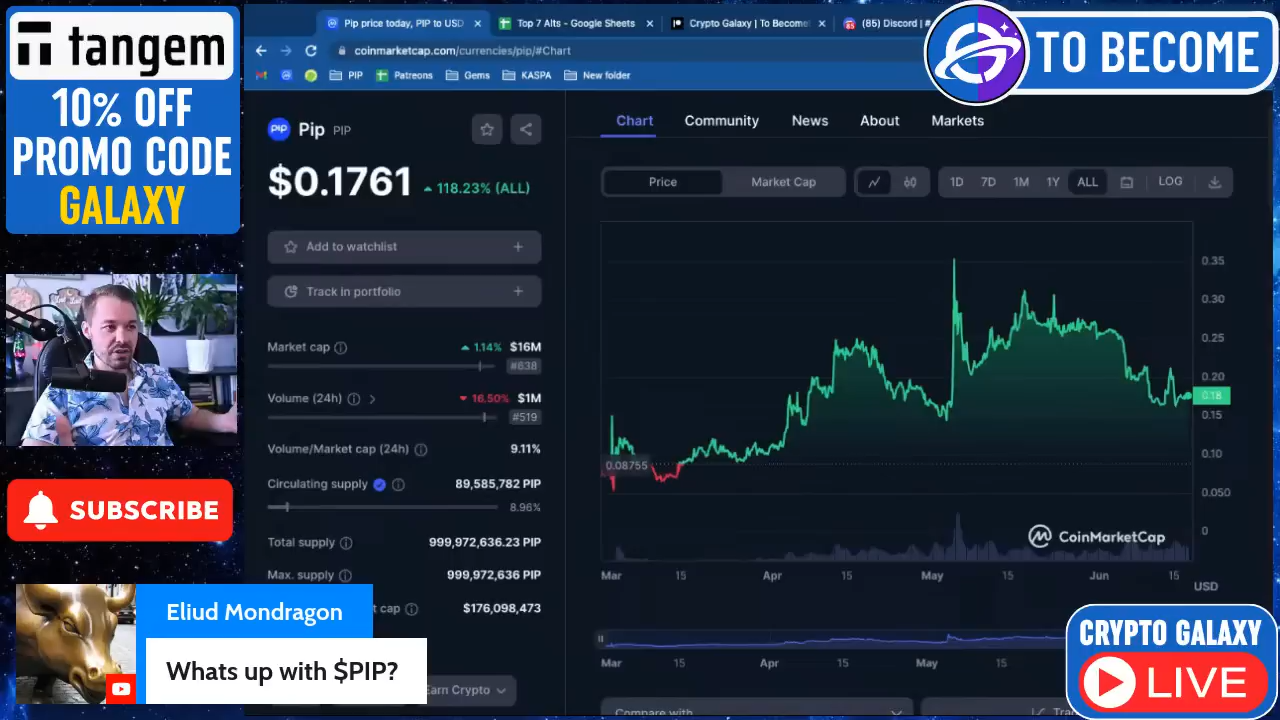 tangem
10% OFF
PROMO CODE
GALAXY
SUBSCRIBE
Pip price today, PIP to USD
Top 7 Alts - Google Sheets
Crypto Galaxy | To Become
(85) Discord | #
coinmarketcap.com/currencies/pip/#Chart
PIP
Patreons
Gems
KASPA
New folder
TO BECOME
PIP
Pip PIP
$0.1761 118.23% (ALL)
Add to watchlist +
Track in portfolio +
Market cap 1.14% $16M
#638
Volume (24h) 16.50% $1M
#519
Volume/Market cap (24h) 9.11%
Circulating supply 89,585,782 PIP
8.96%
Total supply 999,972,636.23 PIP
Max. supply 999,972,636 PIP
cap $176,098,473
Earn Crypto
Chart Community News About Markets
Price Market Cap 1D 7D 1M 1Y ALL LOG
0.35
0.30
0.25
0.20
0.18
0.15
0.10
0.08755
0.050
0
CoinMarketCap
Mar 15 Apr 15 May 15 Jun 15
USD
Mar 15 Apr 15 May 15
Compare with
Eliud Mondragon
Whats up with $PIP?
CRYPTO GALAXY
LIVE